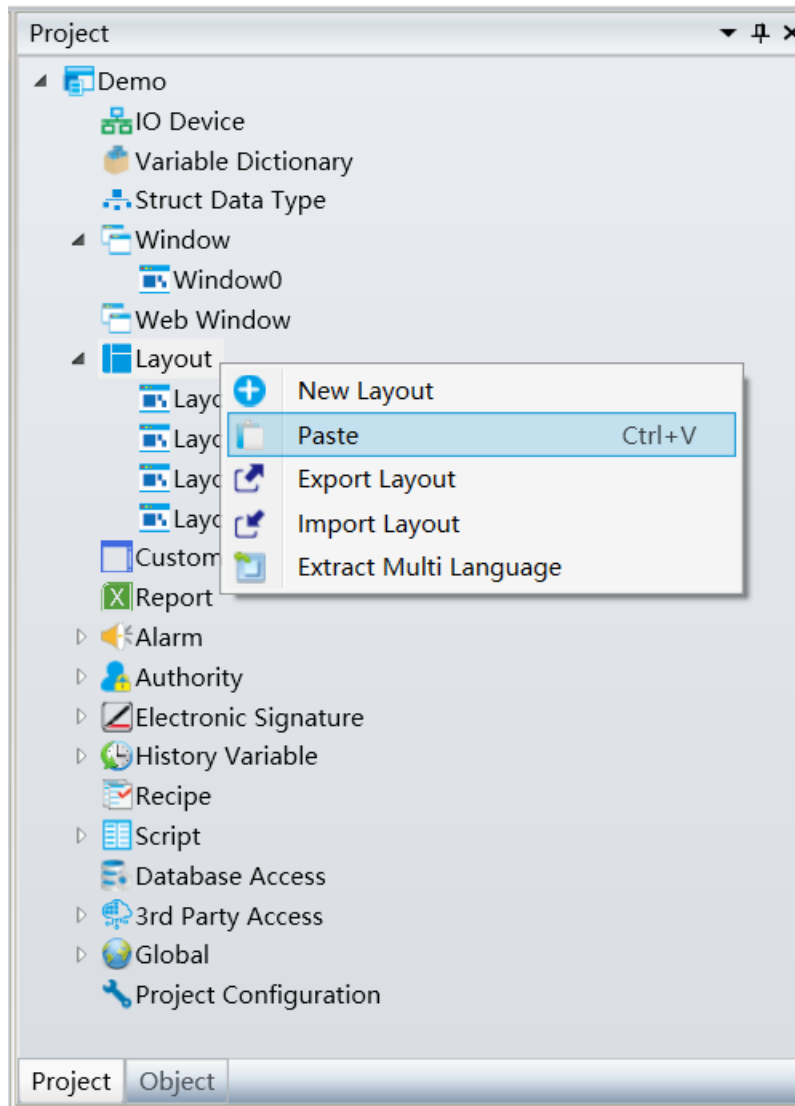 Project
Demo
IO Device
Variable Dictionary
Struct Data Type
Window
Window0
Web Window
Layout
New Layout
Paste Ctrl+V
Export Layout
Import Layout
Extract Multi Language
Custom
Report
Alarm
Authority
Electronic Signature
History Variable
Recipe
Script
Database Access
3rd Party Access
Global
Project Configuration
Project Object